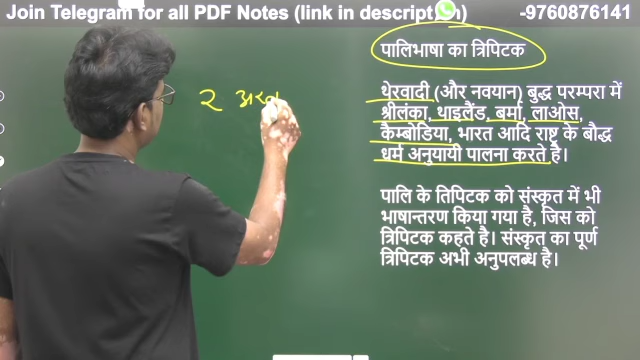 Join Telegram for all PDF Notes (link in description) -9760876141
पालिभाषा का त्रिपिटक
थेरवादी (और नवयान) बुद्ध परम्परा में
श्रीलंका, थाइलैंड, बर्मा, लाओस,
कैम्बोडिया, भारत आदि राष्ट्र के बौद्ध
धर्म अनुयायी पालना करते है।
पालि के तिपिटक को संस्कृत में भी
भाषान्तरण किया गया है, जिस को
त्रिपिटक कहते है। संस्कृत का पूर्ण
त्रिपिटक अभी अनुपलब्ध है।
२